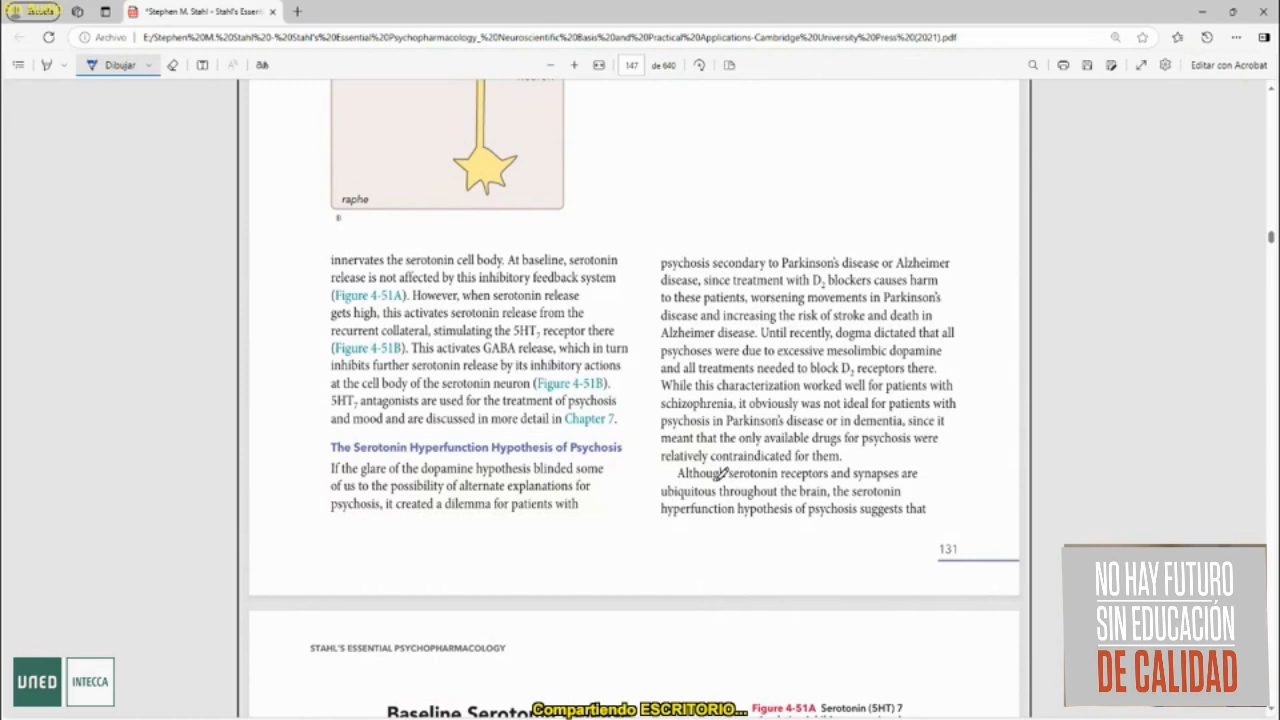 Escuela
*Stephen M. Stahl - Stahl's Essen
Archivo
E:/Stephen%20M.%20Stahl%20-%20Stahl's%20Essential%20Psychopharmacology_%20Neuroscientific%20Basis%20and%20Practical%20Applications-Cambridge%20University%20Press%20(2021).pdf
Dibujar
147
de 640
Editar con Acrobat
raphe
B
innervates the serotonin cell body. At baseline, serotonin
release is not affected by this inhibitory feedback system
(Figure 4-51A). However, when serotonin release
gets high, this activates serotonin release from the
recurrent collateral, stimulating the 5HT7 receptor there
(Figure 4-51B). This activates GABA release, which in turn
inhibits further serotonin release by its inhibitory actions
at the cell body of the serotonin neuron (Figure 4-51B).
5HT7 antagonists are used for the treatment of psychosis
and mood and are discussed in more detail in Chapter 7.
The Serotonin Hyperfunction Hypothesis of Psychosis
If the glare of the dopamine hypothesis blinded some
of us to the possibility of alternate explanations for
psychosis, it created a dilemma for patients with
psychosis secondary to Parkinson's disease or Alzheimer
disease, since treatment with D2 blockers causes harm
to these patients, worsening movements in Parkinson's
disease and increasing the risk of stroke and death in
Alzheimer disease. Until recently, dogma dictated that all
psychoses were due to excessive mesolimbic dopamine
and all treatments needed to block D2 receptors there.
While this characterization worked well for patients with
schizophrenia, it obviously was not ideal for patients with
psychosis in Parkinson's disease or in dementia, since it
meant that the only available drugs for psychosis were
relatively contraindicated for them.
Although serotonin receptors and synapses are
ubiquitous throughout the brain, the serotonin
hyperfunction hypothesis of psychosis suggests that
131
STAHL'S ESSENTIAL PSYCHOPHARMACOLOGY
Baseline Seroto
Figure 4-51A Serotonin (5HT) 7
Compartiendo ESCRITORIO...
UNED
INTECCA
NO HAY FUTURO
SIN EDUCACIÓN
DE CALIDAD